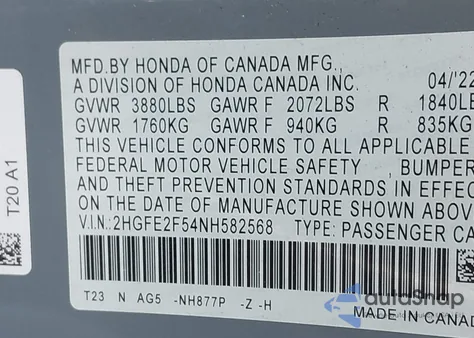 MFD.BY HONDA OF CANADA MFG.,
A DIVISION OF HONDA CANADA INC. 04/22
GVWR 3880LBS GAWR F 2072LBS R 1840LB
GVWR 1760KG GAWR F 940KG R 835KG
THIS VEHICLE CONFORMS TO ALL APPLICABLE
FEDERAL MOTOR VEHICLE SAFETY , BUMPER
AND THEFT PREVENTION STANDARDS IN EFFEC
ON THE DATE OF MANUFACTURE SHOWN ABOV
V.I.N.:2HGFE2F54NH582568 TYPE: PASSENGER CA
T23 N AG5 -NH877P -Z -H
MADE IN CANAD
T20 A1
autoSnap